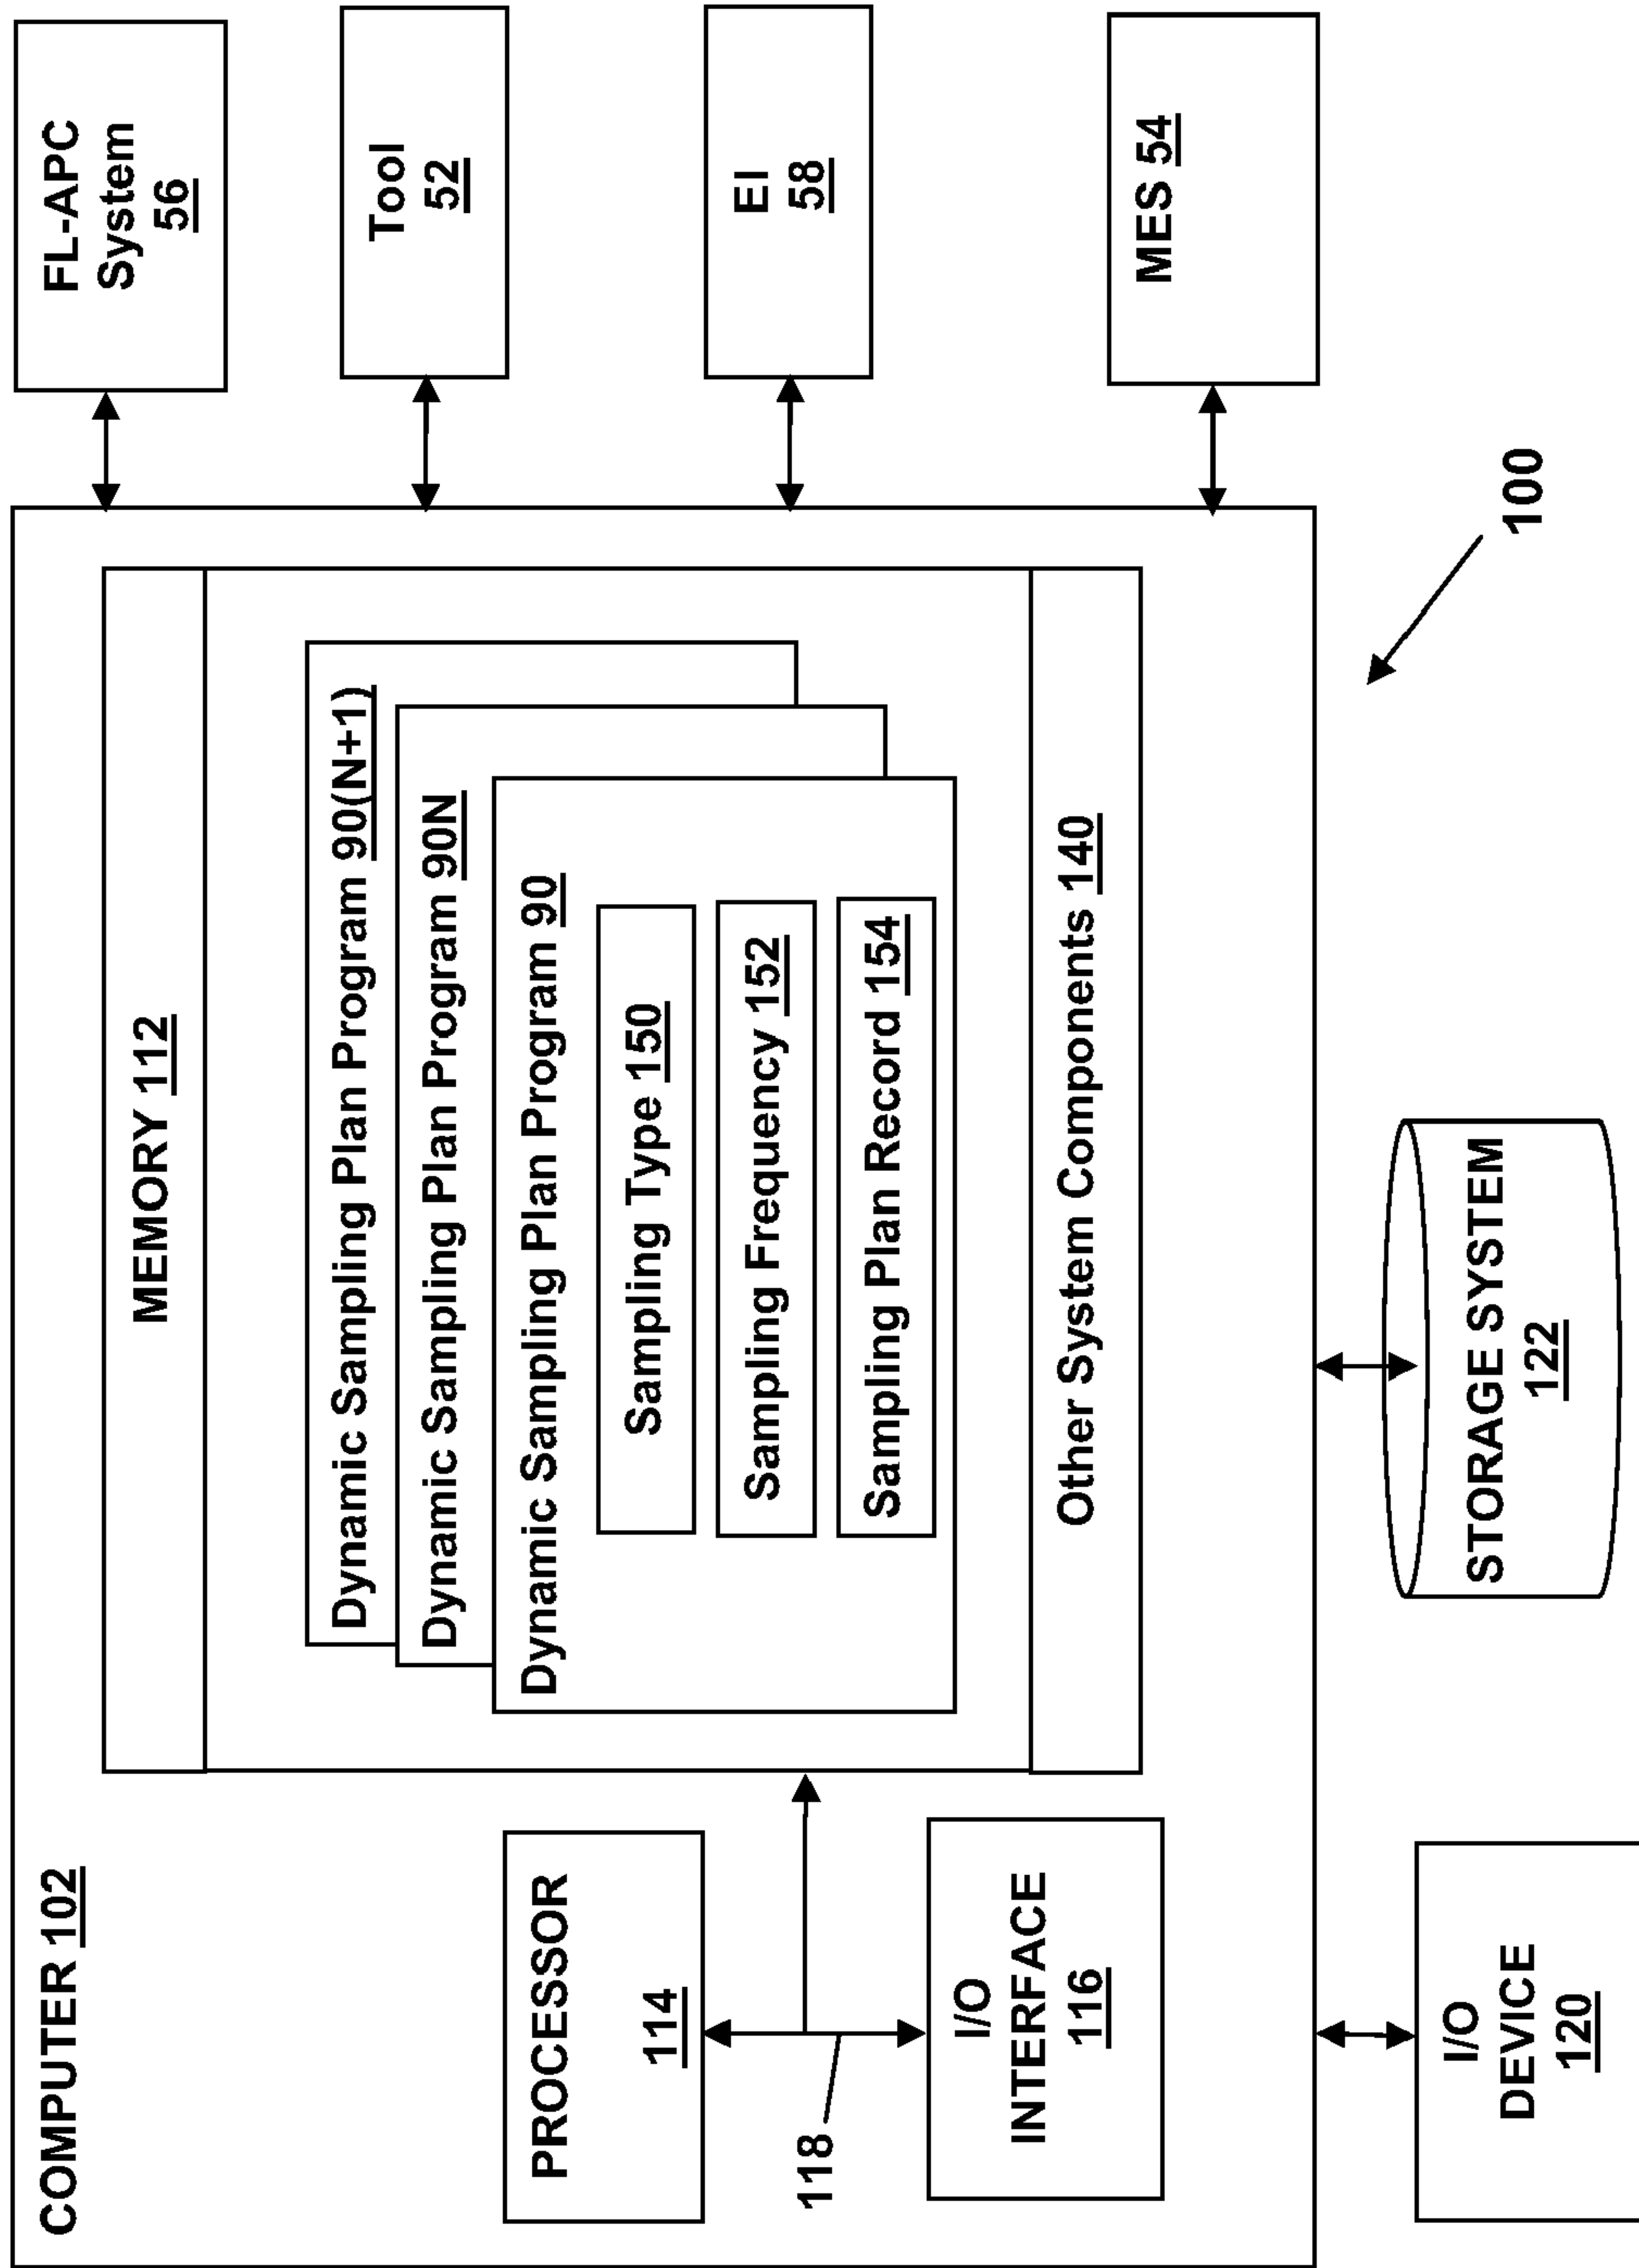 COMPUTER 102
MEMORY 112
Dynamic Sampling Plan Program 90(N+1)
Dynamic Sampling Plan Program 90N
Dynamic Sampling Plan Program 90
Sampling Type 150
Sampling Frequency 152
Sampling Plan Record 154
Other System Components 140
PROCESSOR
114
118
I/O
INTERFACE
116
I/O
DEVICE
120
STORAGE SYSTEM
122
FL-APC
System
56
Tool
52
EI
58
MES 54
100